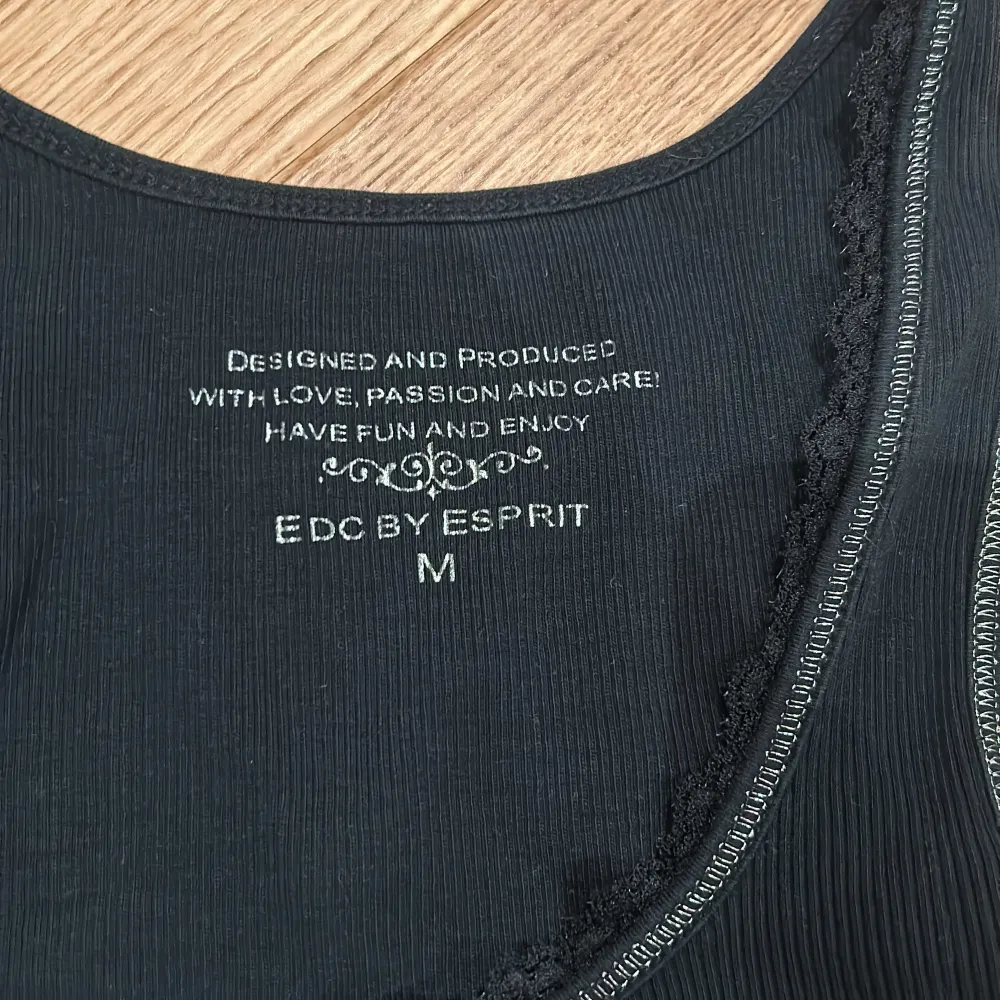 DESIGNED AND PRODUCED
WITH LOVE, PASSION AND CARE!
HAVE FUN AND ENJOY
EDC BY ESPRIT
M